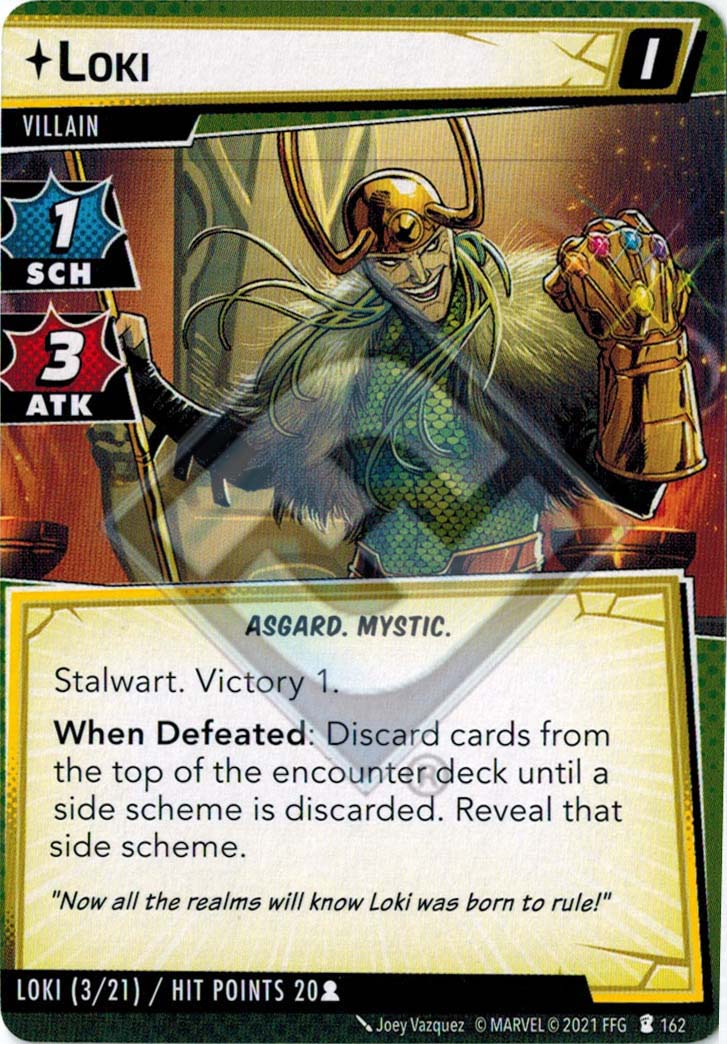 LOKI
I
VILLAIN
1
SCH
3
ATK
ASGARD. MYSTIC.
Stalwart. Victory 1.
When Defeated: Discard cards from
the top of the encounter deck until a
side scheme is discarded. Reveal that
side scheme.
"Now all the realms will know Loki was born to rule!"
LOKI (3/21) / HIT POINTS 20
Joey Vazquez © MARVEL © 2021 FFG 162
®